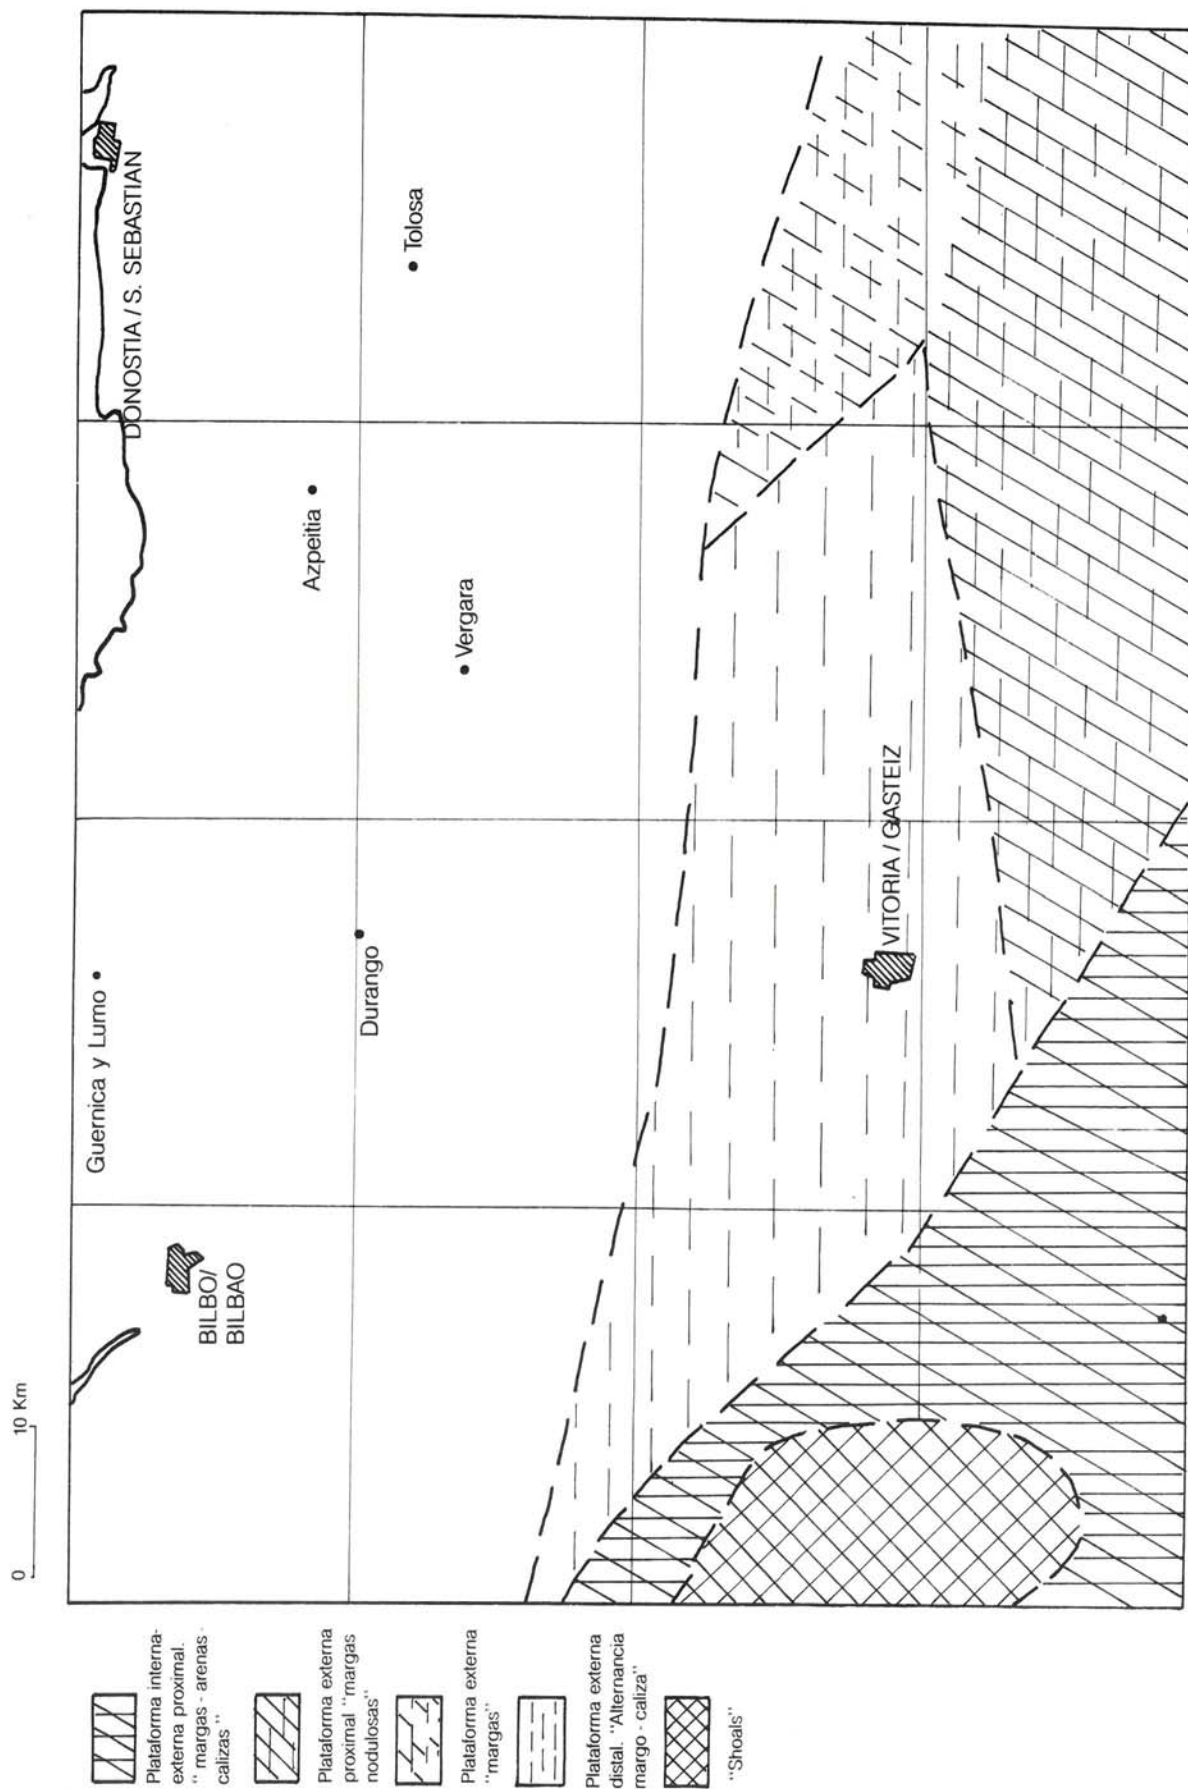 0 10 Km
DONOSTIA / S. SEBASTIAN
Tolosa
Azpeitia
Vergara
Guernica y Lumo
Durango
BILBO/
BILBAO
VITORIA / GASTEIZ
Plataforma interna-
externa proximal.
"margas - arenas -
calizas"
Plataforma externa
proximal "margas
nodulosas"
Plataforma externa
"margas"
Plataforma externa
distal. "Alternancia
margo - caliza"
"Shoals"